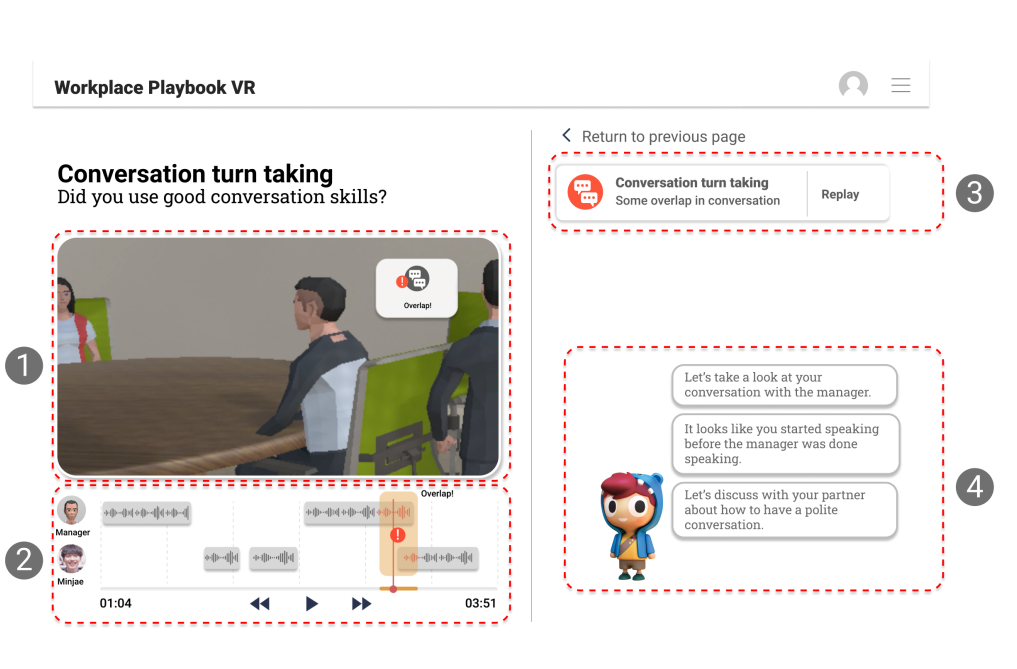 Workplace Playbook VR
Conversation turn taking
Did you use good conversation skills?
Overlap!
1
Overlap!
Manager
Minjae
2
01:04
03:51
Return to previous page
Conversation turn taking
Some overlap in conversation
Replay
3
Let's take a look at your
conversation with the manager.
It looks like you started speaking
before the manager was done
speaking.
Let's discuss with your partner
about how to have a polite
conversation.
4